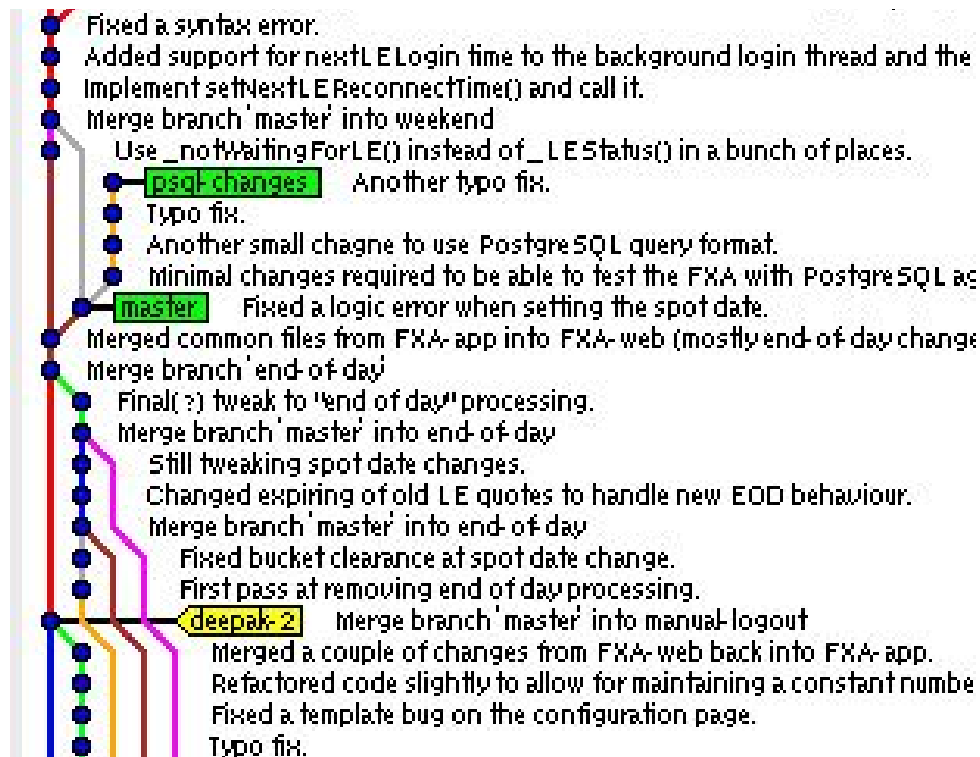 Fixed a syntax error.
Added support for nextLELogin time to the background login thread and the
Implement setNextLEReconnectTime() and call it.
Merge branch 'master' into weekend
Use _notWaitingForLE() instead of _LEStatus() in a bunch of places.
psql-changes Another typo fix.
Typo fix.
Another small chagne to use PostgreSQL query format.
Minimal changes required to be able to test the FXA with PostgreSQL ag
master Fixed a logic error when setting the spot date.
Merged common files from FXA-app into FXA-web (mostly end-of-day change
Merge branch 'end-of-day'
Final(?) tweak to "end of day" processing.
Merge branch 'master' into end-of-day
Still tweaking spot date changes.
Changed expiring of old LE quotes to handle new EOD behaviour.
Merge branch 'master' into end-of-day
Fixed bucket clearance at spot date change.
First pass at removing end of day processing.
deepak-2 Merge branch 'master' into manual-logout
Merged a couple of changes from FXA-web back into FXA-app.
Refactored code slightly to allow for maintaining a constant numbe
Fixed a template bug on the configuration page.
Typo fix.